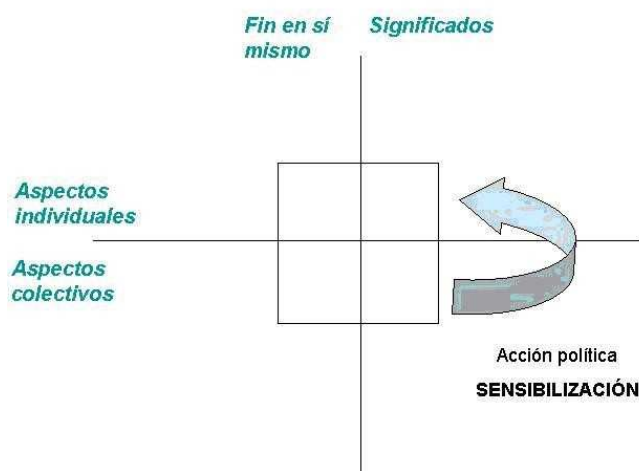 Fin en sí
mismo
Significados
Aspectos
individuales
Aspectos
colectivos
Acción política
SENSIBILIZACIÓN